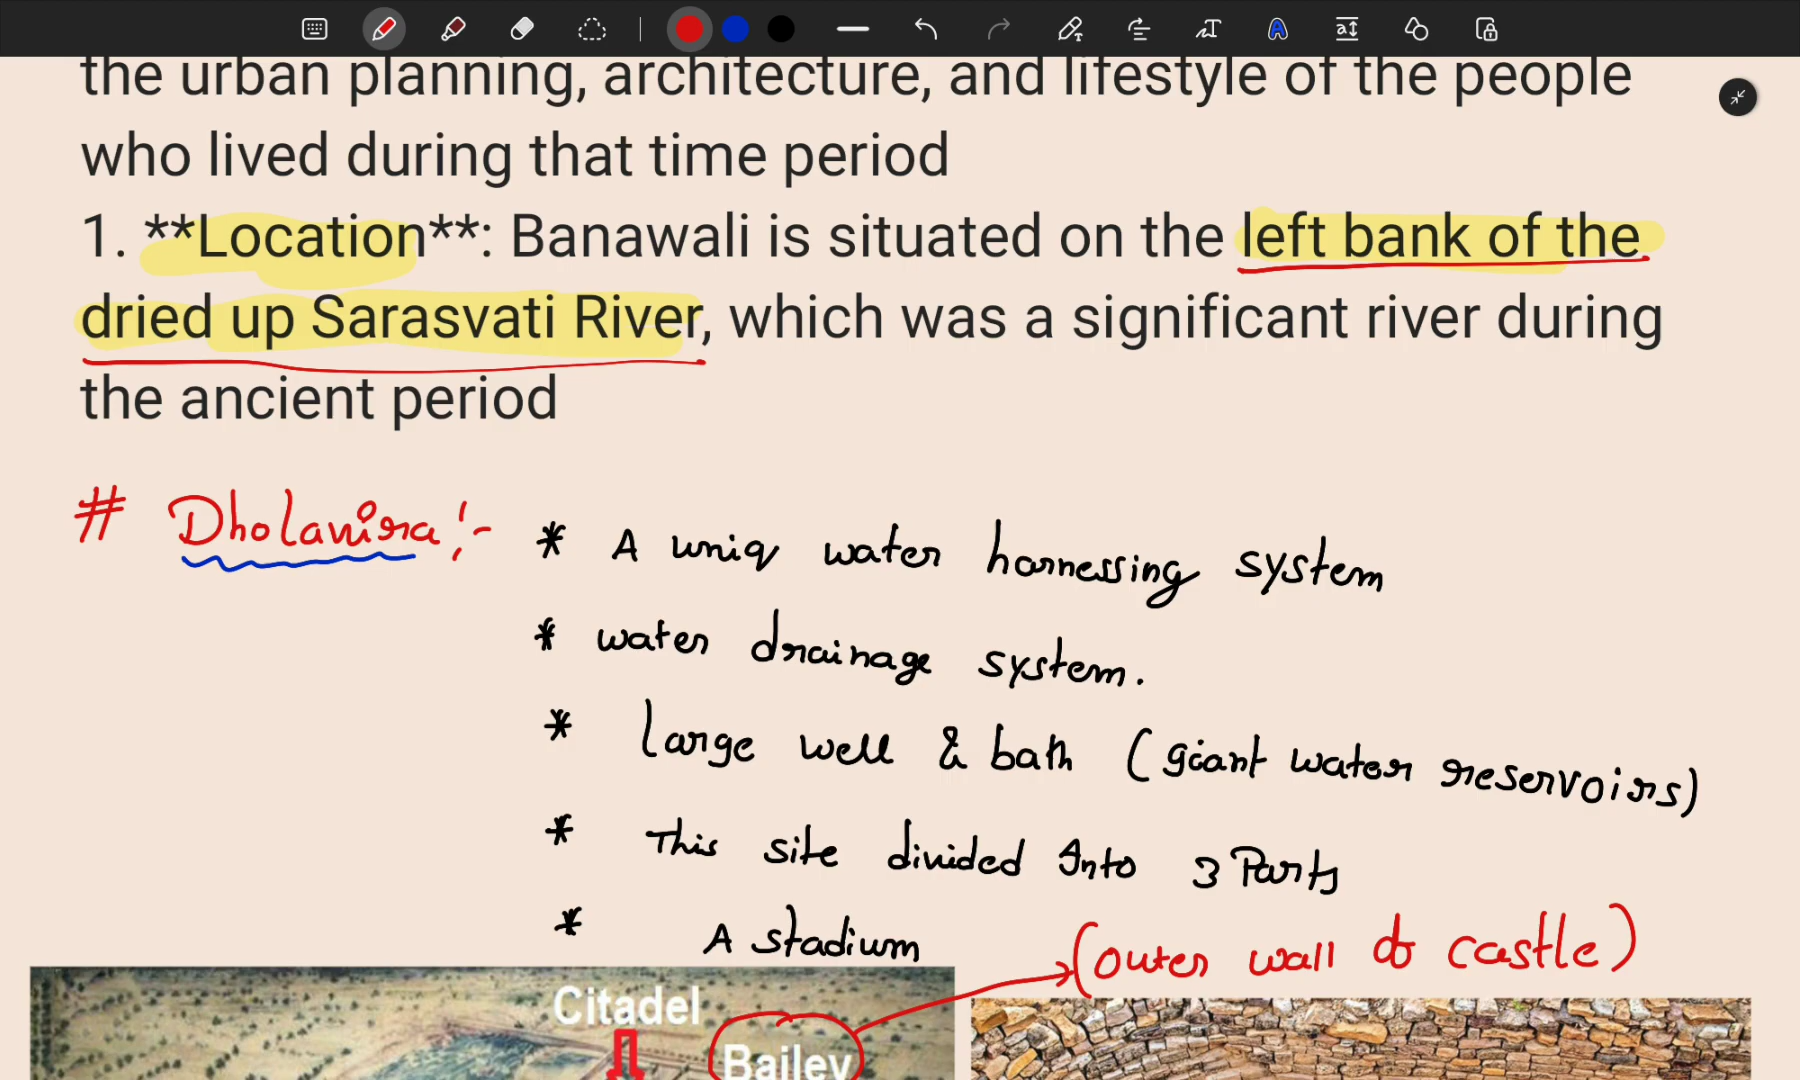 the urban planning, architecture, and lifestyle of the people
who lived during that time period
1. **Location**: Banawali is situated on the left bank of the
dried up Sarasvati River, which was a significant river during
the ancient period
# Dholavira :-
* A uniq water harnessing system
* water drainage system.
* large well & bath (giant water reservoirs)
* This site divided Into 3 Parts
* A stadium
(outer wall of castle)
Citadel
Bailey